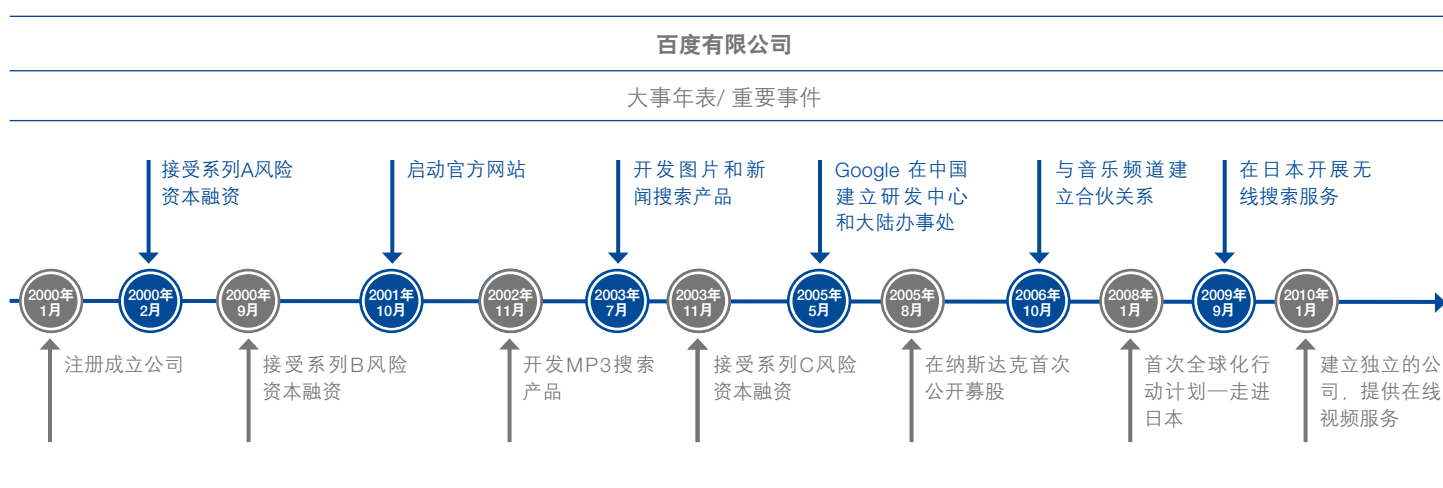 百度有限公司
大事年表/ 重要事件
接受系列A风险
资本融资
启动官方网站
开发图片和新
闻搜索产品
Google 在中国
建立研发中心
和大陆办事处
与音乐频道建
立合伙关系
在日本开展无
线搜索服务
2000年
1月
2000年
2月
2000年
9月
2001年
10月
2002年
11月
2003年
7月
2003年
11月
2005年
5月
2005年
8月
2006年
10月
2008年
1月
2009年
9月
2010年
1月
注册成立公司
接受系列B风险
资本融资
开发MP3搜索
产品
接受系列C风险
资本融资
在纳斯达克首次
公开募股
首次全球化行
动计划—走进
日本
建立独立的公
司，提供在线
视频服务